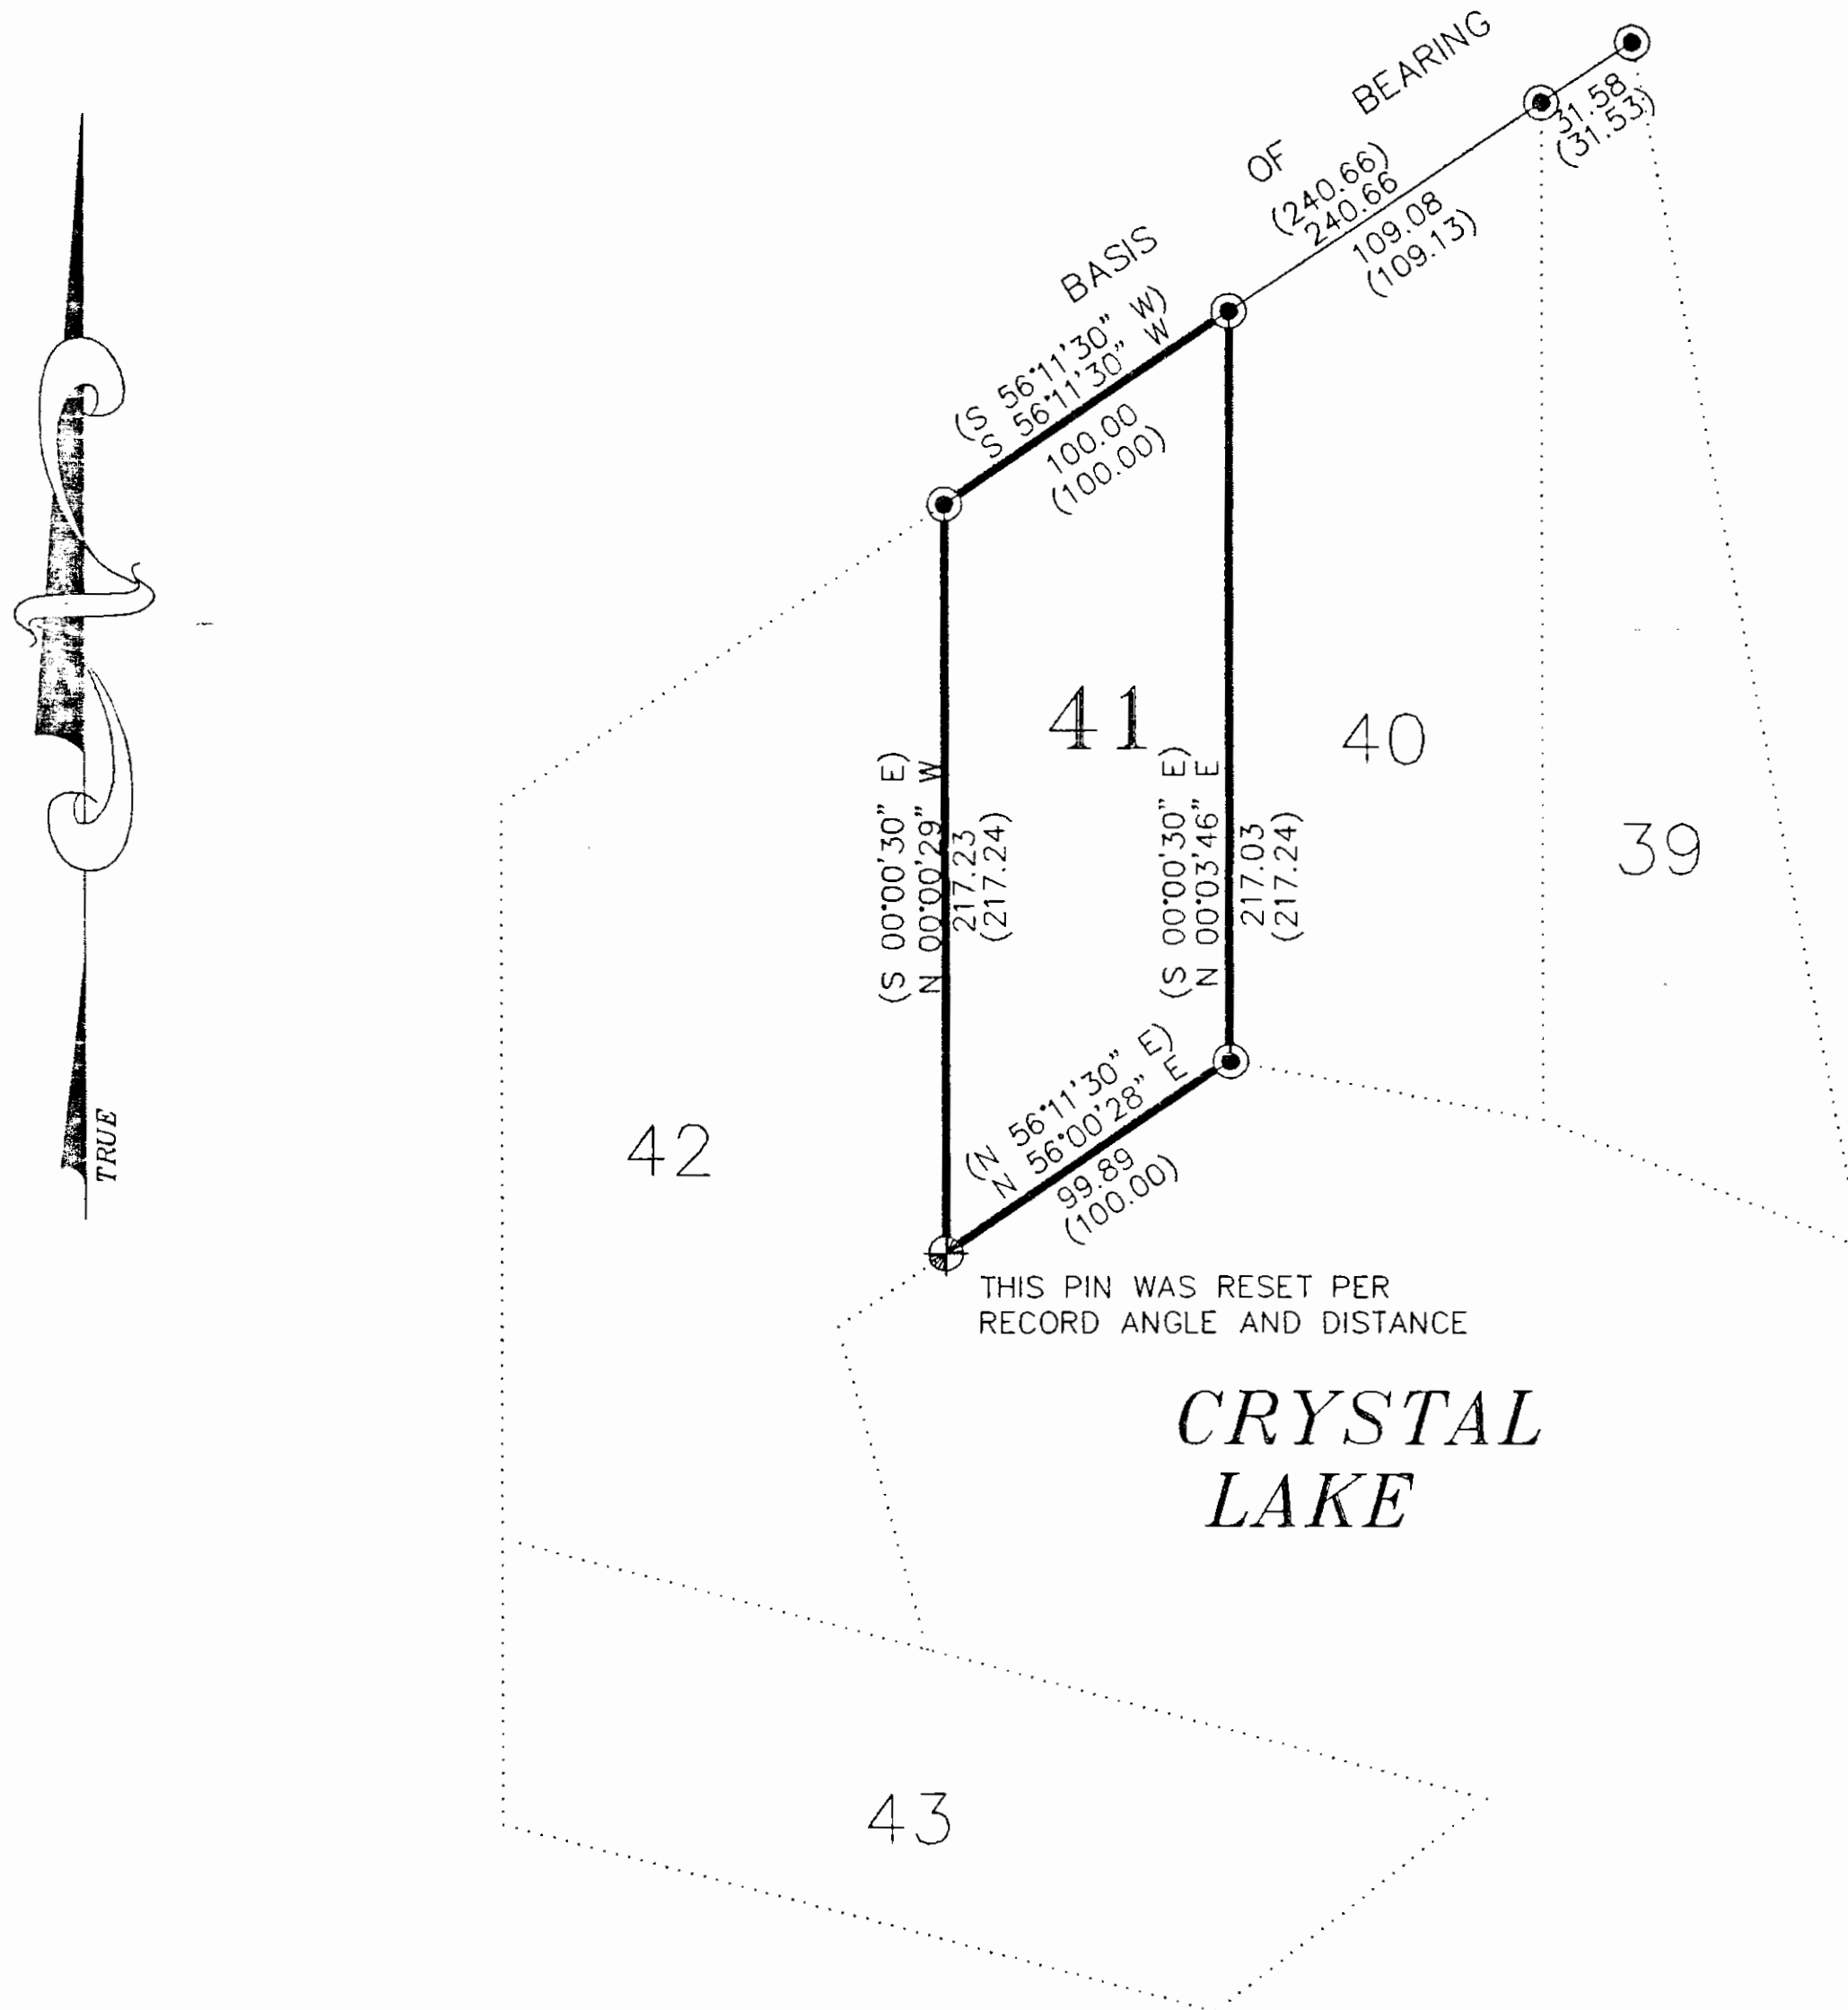 BASIS OF BEARING
31.58
(31.53)
(240.66)
240.66
109.08
(109.13)
(S 56°11'30" W)
S 56°11'30" W
100.00
(100.00)
41
40
39
(S 00°00'30" E)
N 00°00'29" W
217.23
(217.24)
(S 00°00'30" E)
N 00°03'46" E
217.03
(217.24)
(N 56°11'30" E)
N 56°00'28" E
99.89
(100.00)
TRUE
42
THIS PIN WAS RESET PER
RECORD ANGLE AND DISTANCE
CRYSTAL
LAKE
43